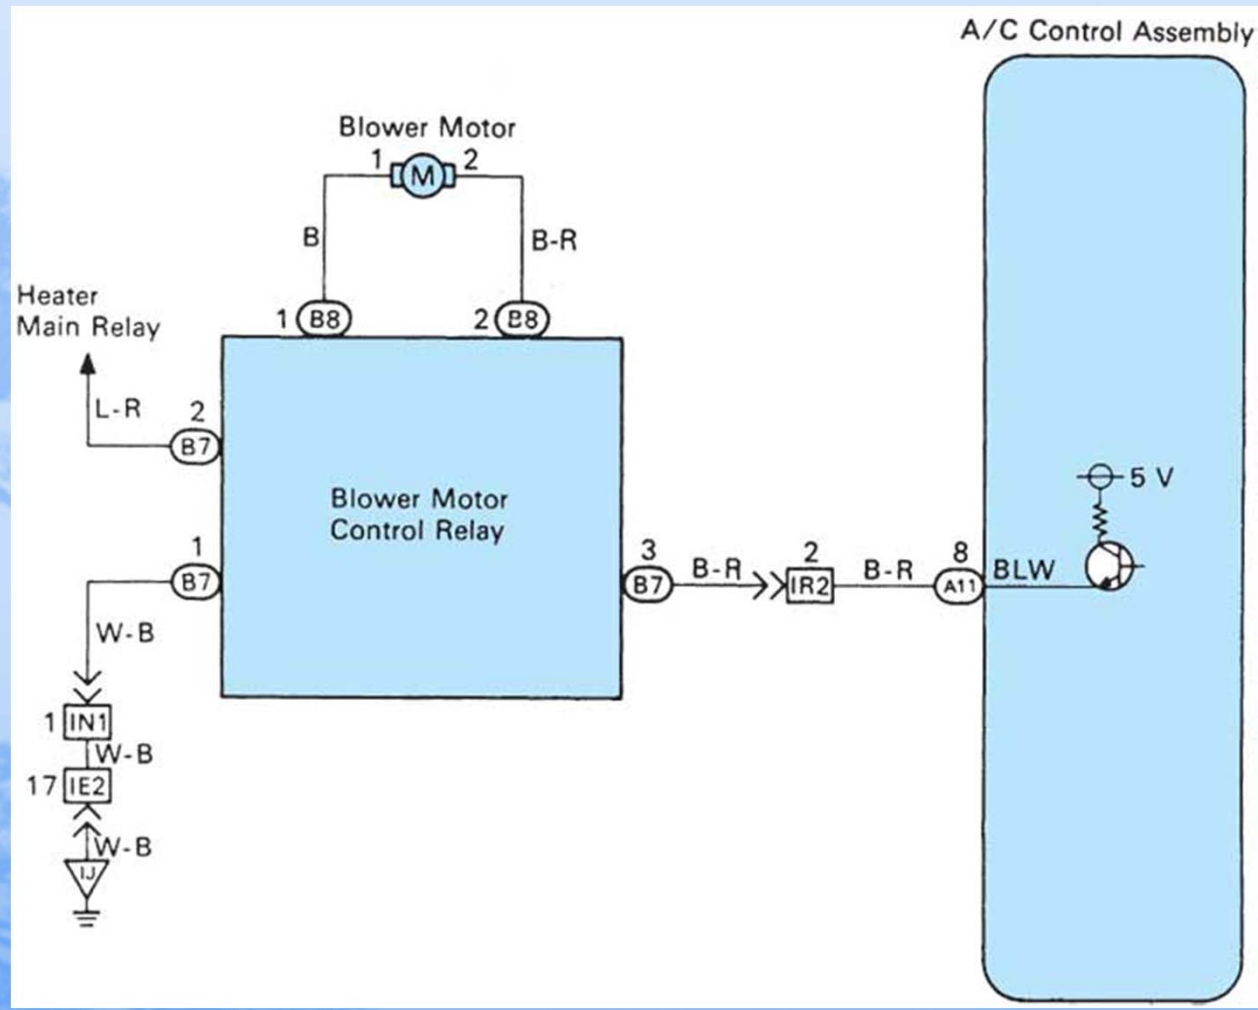 A/C Control Assembly
Blower Motor
1 M 2
B
B-R
Heater
Main Relay
1 B8
2 B8
L-R
2
B7
Blower Motor
Control Relay
5 V
1
B7
3
B7
B-R
2
IR2
B-R
8
A11
BLW
W-B
1 IN1
W-B
17 IE2
W-B
IJ